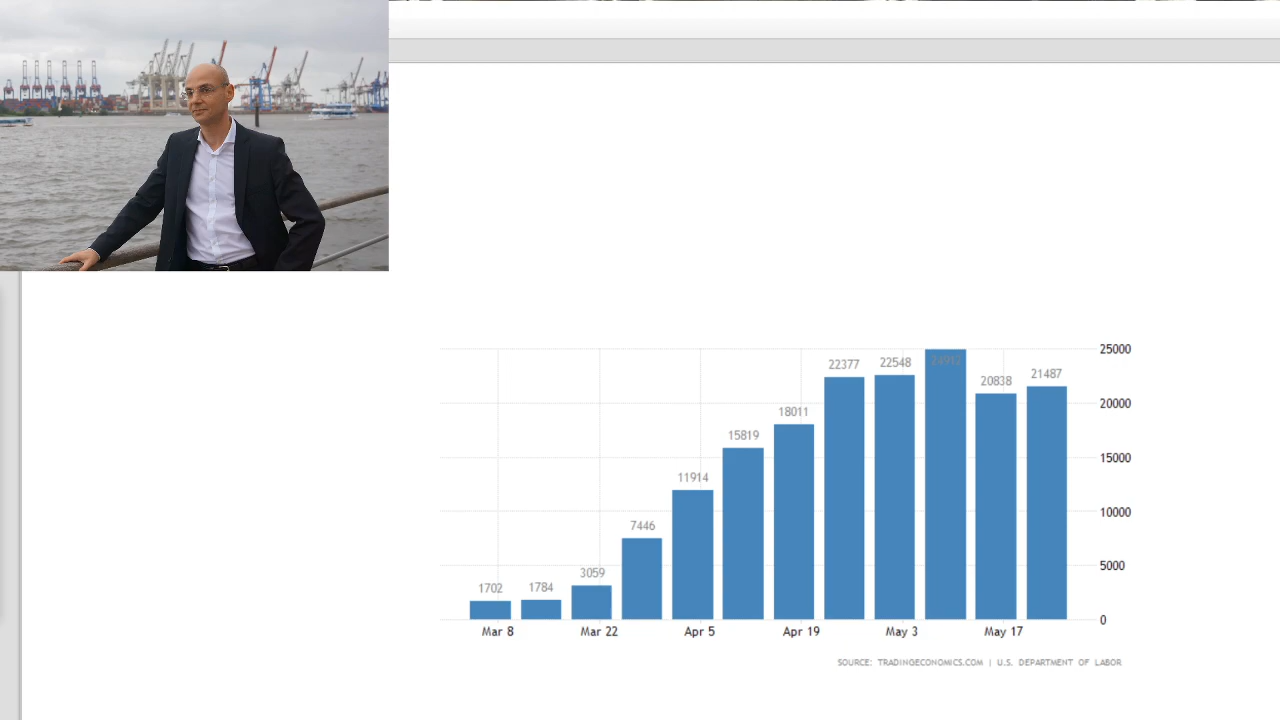 25000
22377
22548
24912
20838
21487
20000
18011
15819
15000
11914
10000
7446
5000
3059
1702
1784
0
Mar 8
Mar 22
Apr 5
Apr 19
May 3
May 17
SOURCE: TRADINGECONOMICS.COM | U.S. DEPARTMENT OF LABOR